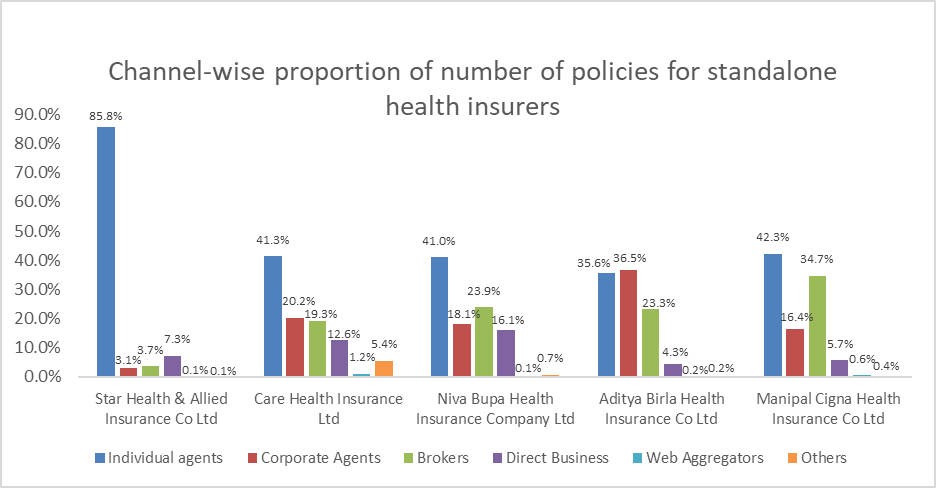 Channel-wise proportion of number of policies for standalone
health insurers
90.0%
80.0%
70.0%
60.0%
50.0%
40.0%
30.0%
20.0%
10.0%
0.0%
85.8%
3.1%
3.7%
7.3%
0.1%
0.1%
41.3%
20.2%
19.3%
12.6%
1.2%
5.4%
41.0%
18.1%
23.9%
16.1%
0.1%
0.7%
35.6%
36.5%
23.3%
4.3%
0.2%
0.2%
42.3%
16.4%
34.7%
5.7%
0.6%
0.4%
Star Health & Allied
Insurance Co Ltd
Care Health Insurance
Ltd
Niva Bupa Health
Insurance Company Ltd
Aditya Birla Health
Insurance Co Ltd
Manipal Cigna Health
Insurance Co Ltd
Individual agents
Corporate Agents
Brokers
Direct Business
Web Aggregators
Others